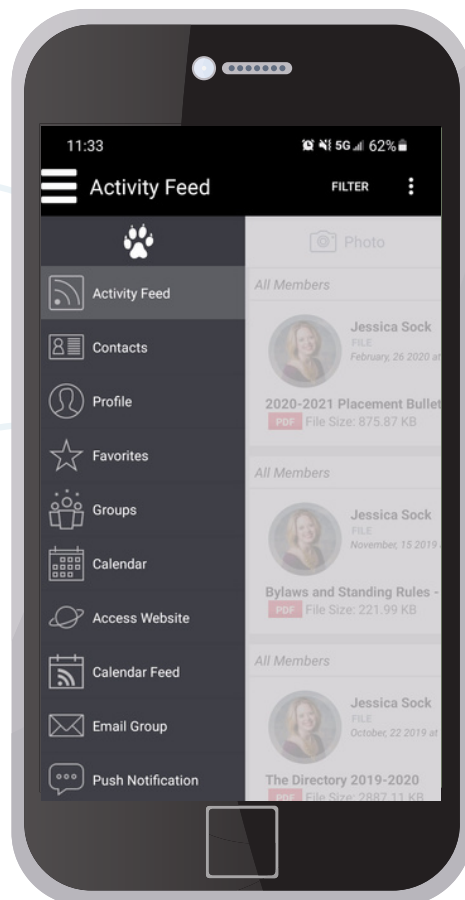 11:33 5G 62%
Activity Feed FILTER
Photo
Activity Feed
Contacts
Profile
Favorites
Groups
Calendar
Access Website
Calendar Feed
Email Group
Push Notification
All Members
Jessica Sock
FILE
February, 26 2020 at
2020-2021 Placement Bullet
PDF File Size: 875.87 KB
All Members
Jessica Sock
FILE
November, 15 2019
Bylaws and Standing Rules -
PDF File Size: 221.99 KB
All Members
Jessica Sock
FILE
October, 22 2019 at
The Directory 2019-2020
PDF File Size: 2887.11 KB